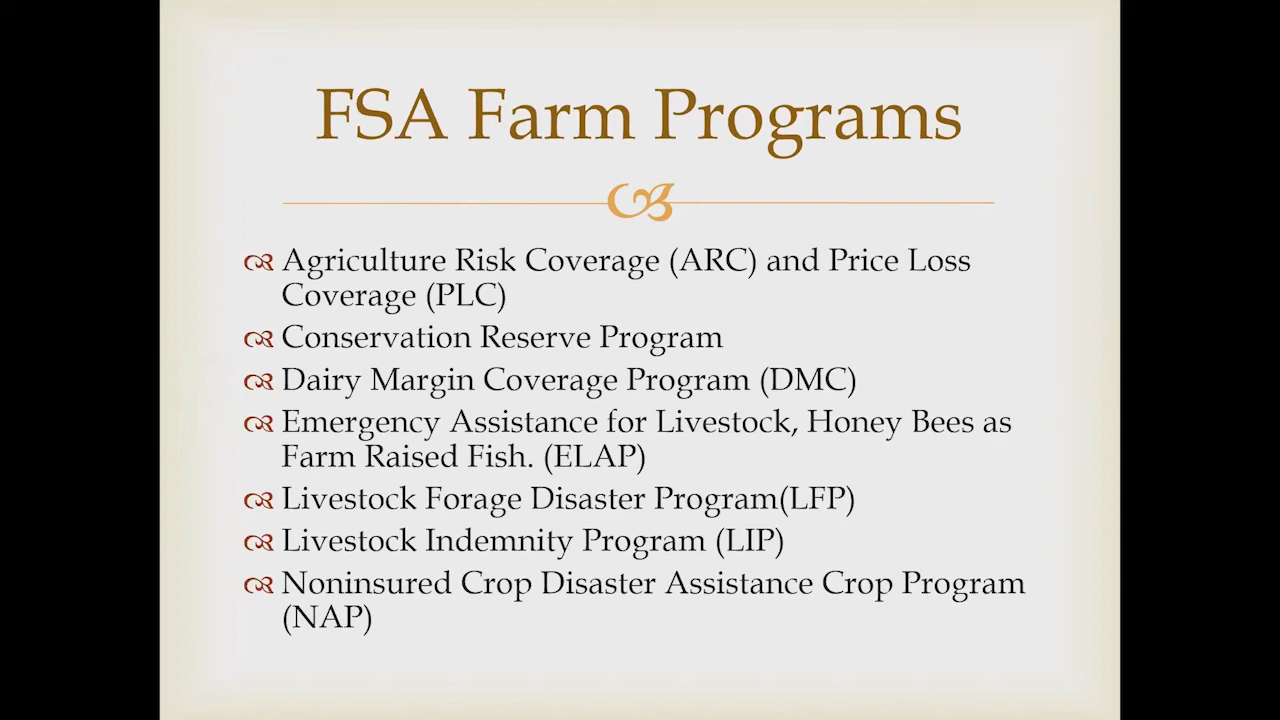 FSA Farm Programs
Agriculture Risk Coverage (ARC) and Price Loss
Coverage (PLC)
Conservation Reserve Program
Dairy Margin Coverage Program (DMC)
Emergency Assistance for Livestock, Honey Bees as
Farm Raised Fish. (ELAP)
Livestock Forage Disaster Program(LFP)
Livestock Indemnity Program (LIP)
Noninsured Crop Disaster Assistance Crop Program
(NAP)